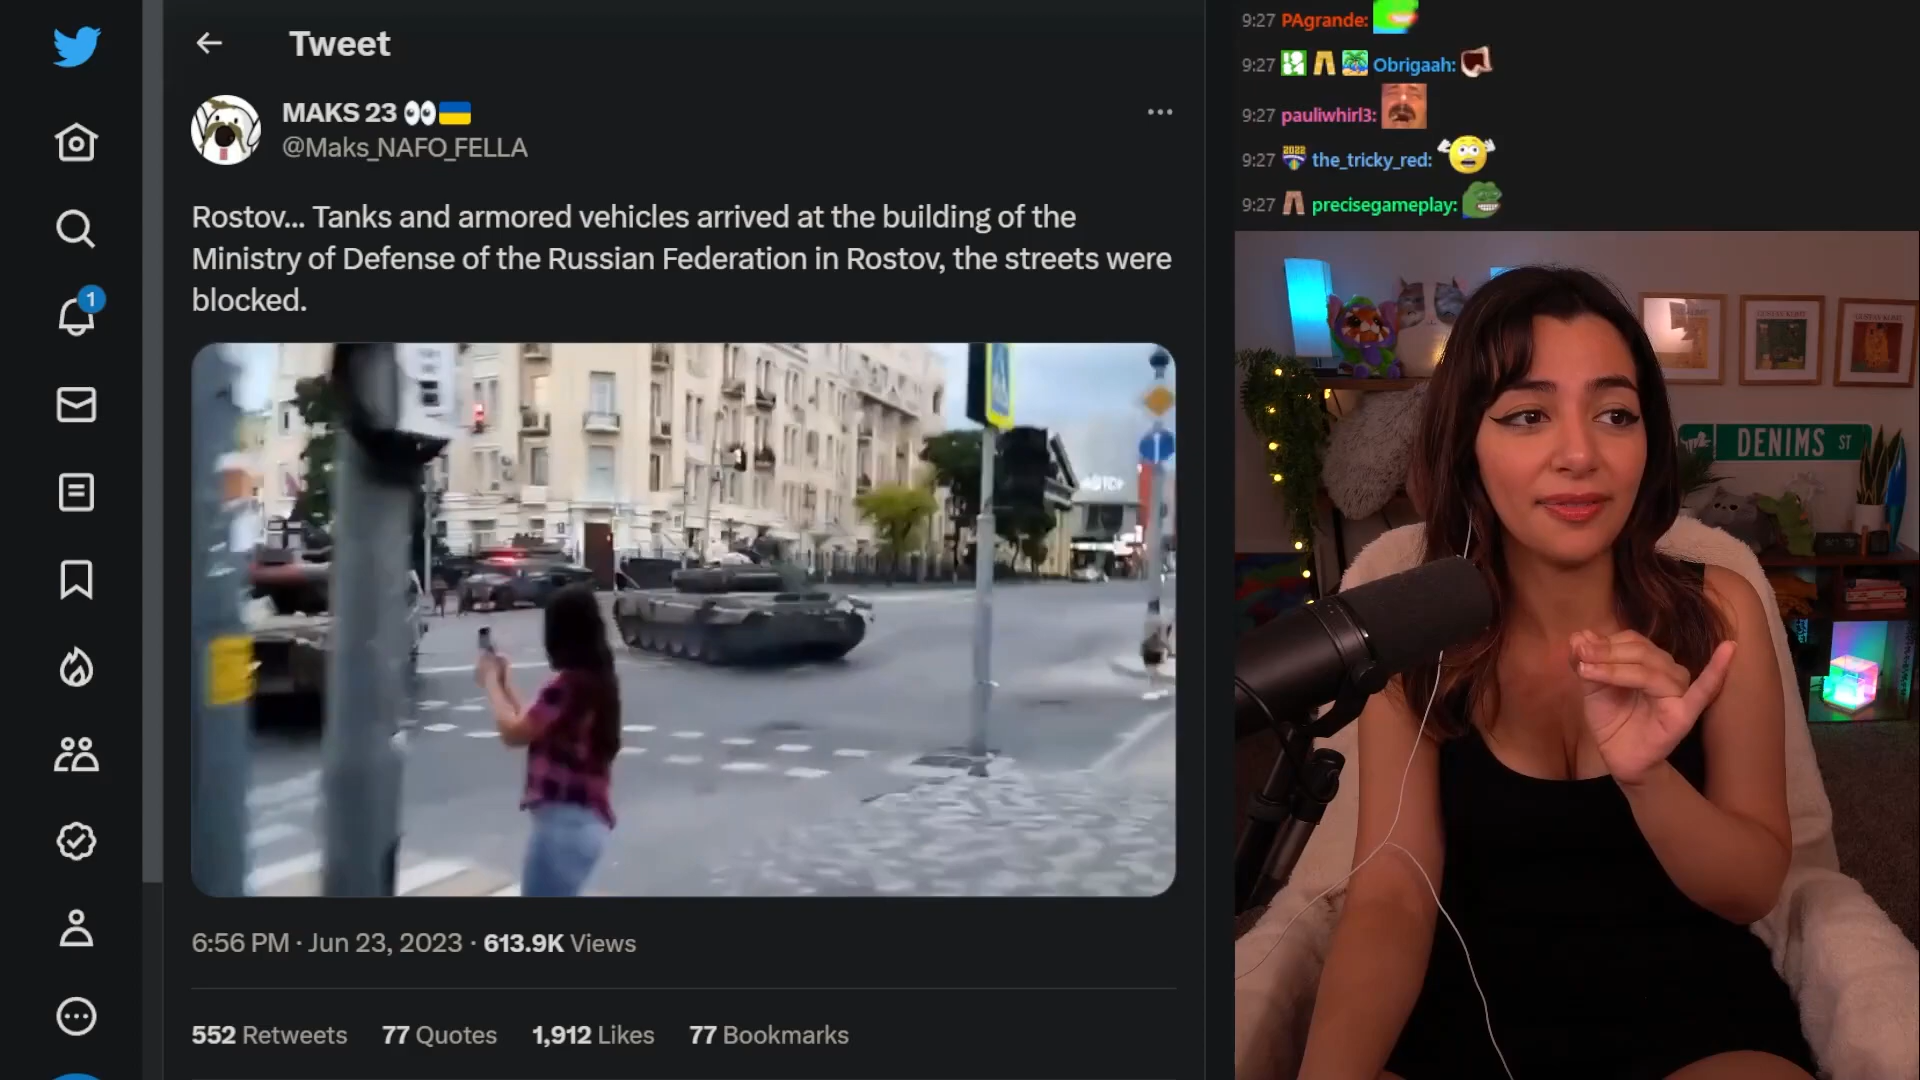 Tweet
MAKS 23 👀🇺🇦
@Maks_NAFO_FELLA
Rostov... Tanks and armored vehicles arrived at the building of the
Ministry of Defense of the Russian Federation in Rostov, the streets were
blocked.
6:56 PM · Jun 23, 2023 · 613.9K Views
552 Retweets 77 Quotes 1,912 Likes 77 Bookmarks
1
9:27 PAgrande:
9:27 Obrigaah:
9:27 pauliwhirl3:
9:27 2022 the_tricky_red:
9:27 precisegameplay:
DENIMS ST